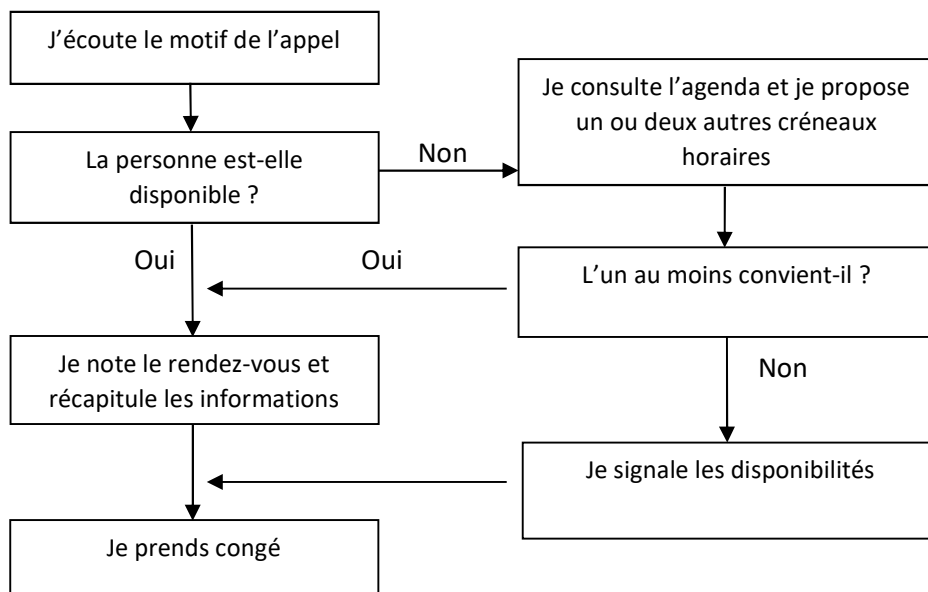 J’écoute le motif de l’appel
Je consulte l’agenda et je propose
un ou deux autres créneaux
horaires
La personne est-elle
disponible ?
Non
Oui
Oui
L’un au moins convient-il ?
Je note le rendez-vous et
récapitule les informations
Non
Je signale les disponibilités
Je prends congé